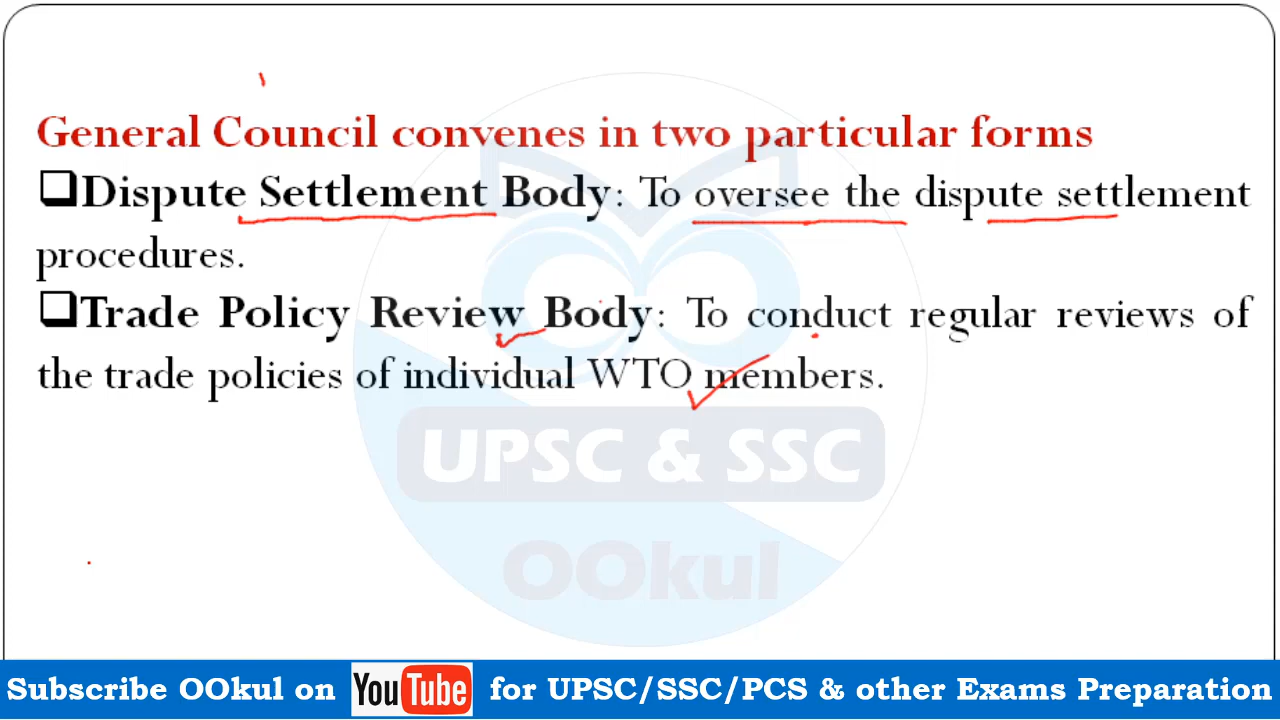 General Council convenes in two particular forms
❑Dispute Settlement Body: To oversee the dispute settlement
procedures.
❑Trade Policy Review Body: To conduct regular reviews of
the trade policies of individual WTO members.
UPSC & SSC
OOkul
Subscribe OOkul on YouTube for UPSC/SSC/PCS & other Exams Preparation